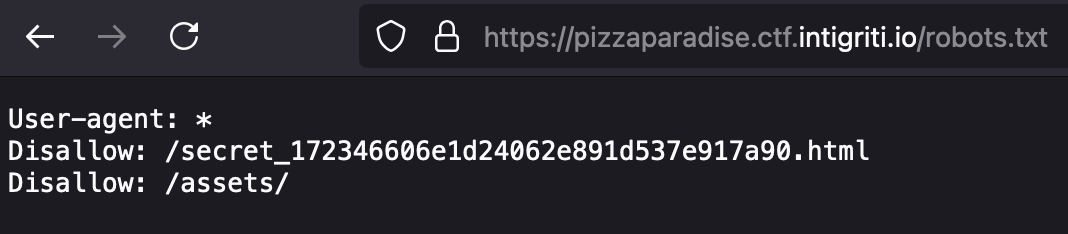 https://pizzaparadise.ctf.intigriti.io/robots.txt
User-agent: *
Disallow: /secret_172346606e1d24062e891d537e917a90.html
Disallow: /assets/